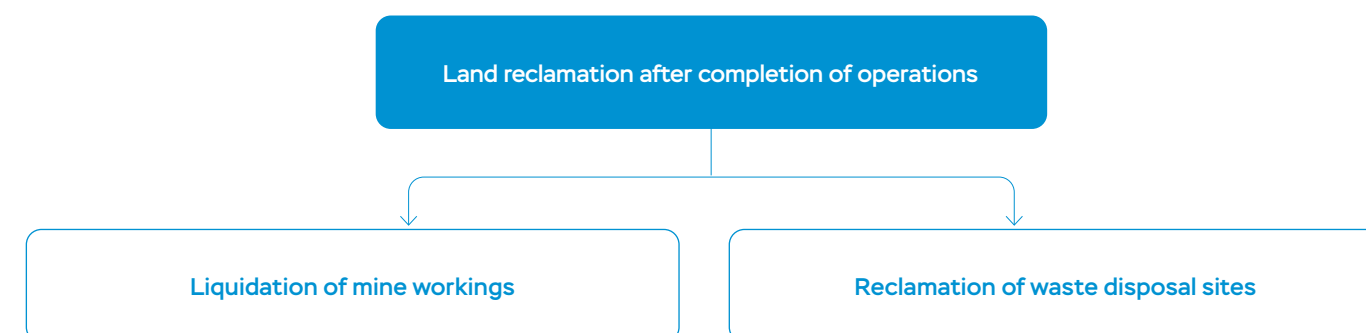 Land reclamation after completion of operations
Liquidation of mine workings
Reclamation of waste disposal sites